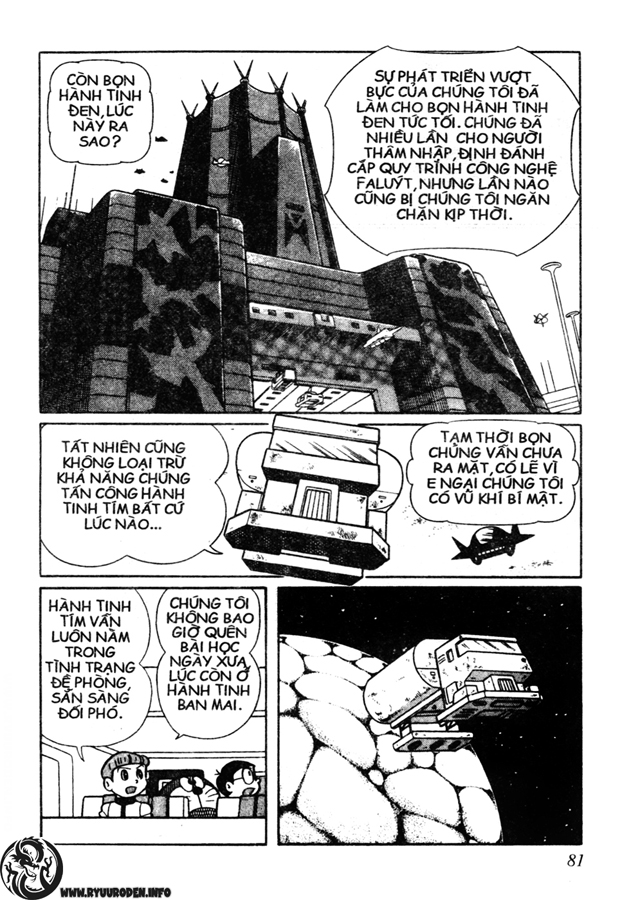 CÒN BỌN
HÀNH TINH
ĐEN, LÚC
NÀY RA
SAO?
SỰ PHÁT TRIỂN VƯỢT
BỰC CỦA CHÚNG TÔI ĐÃ
LÀM CHO BỌN HÀNH TINH
ĐEN TỨC TỐI. CHÚNG ĐÃ
NHIỀU LẦN CHO NGƯỜI
THÂM NHẬP, ĐỊNH ĐÁNH
CẮP QUY TRÌNH CÔNG NGHỆ
FALUÝT, NHƯNG LẦN NÀO
CŨNG BỊ CHÚNG TÔI NGĂN
CHẶN KỊP THỜI.
TẤT NHIÊN CŨNG
KHÔNG LOẠI TRỪ
KHẢ NĂNG CHÚNG
TẤN CÔNG HÀNH
TINH TÍM BẤT CỨ
LÚC NÀO...
TẠM THỜI BỌN
CHÚNG VẪN CHƯA
RA MẶT, CÓ LẼ VÌ
E NGẠI CHÚNG TÔI
CÓ VŨ KHÍ BÍ MẬT.
HÀNH TINH
TÍM VẪN
LUÔN NẰM
TRONG
TÌNH TRẠNG
ĐỀ PHÒNG,
SẴN SÀNG
ĐỐI PHÓ.
CHÚNG TÔI
KHÔNG BAO
GIỜ QUÊN
BÀI HỌC
NGÀY XƯA
LÚC CÒN Ở
HÀNH TINH
BAN MAI.
81
WWW.RYUURODEN.INFO